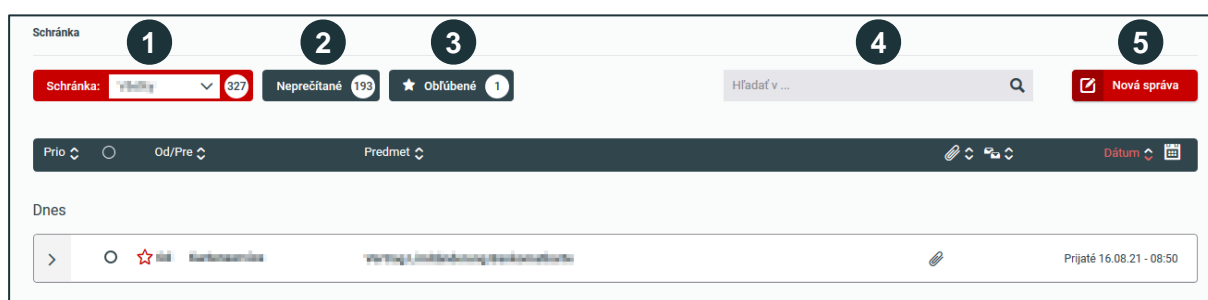 Schránka
1 2 3 4 5
Schránka: 327 Neprečítané 193 Obľúbené 1 Hľadať v ... Nová správa
Prio Od/Pre Predmet Dátum
Dnes
Prijaté 16.08.21 - 08:50